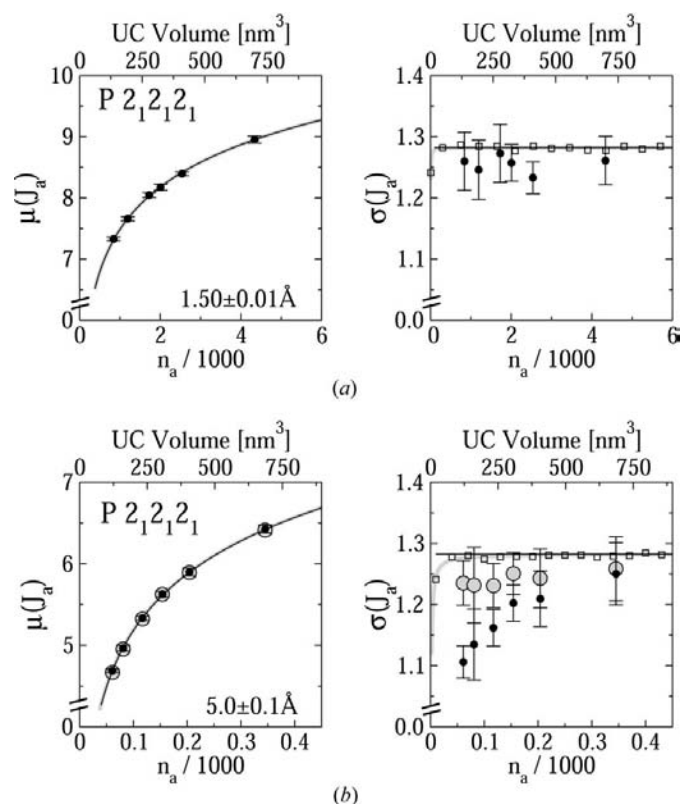 UC Volume [nm³]
0 250 500 750
10
9
8
7
0
μ(Jₐ)
P 2₁2₁2₁
1.50±0.01Å
0 2 4 6
nₐ / 1000
UC Volume [nm³]
0 250 500 750
1.4
1.3
1.2
1.1
0.0
σ(Jₐ)
0 2 4 6
nₐ / 1000
(a)
UC Volume [nm³]
0 250 500 750
7
6
5
0
μ(Jₐ)
P 2₁2₁2₁
5.0±0.1Å
0 0.1 0.2 0.3 0.4
nₐ / 1000
UC Volume [nm³]
0 250 500 750
1.4
1.3
1.2
1.1
0.0
σ(Jₐ)
0 0.1 0.2 0.3 0.4
nₐ / 1000
(b)